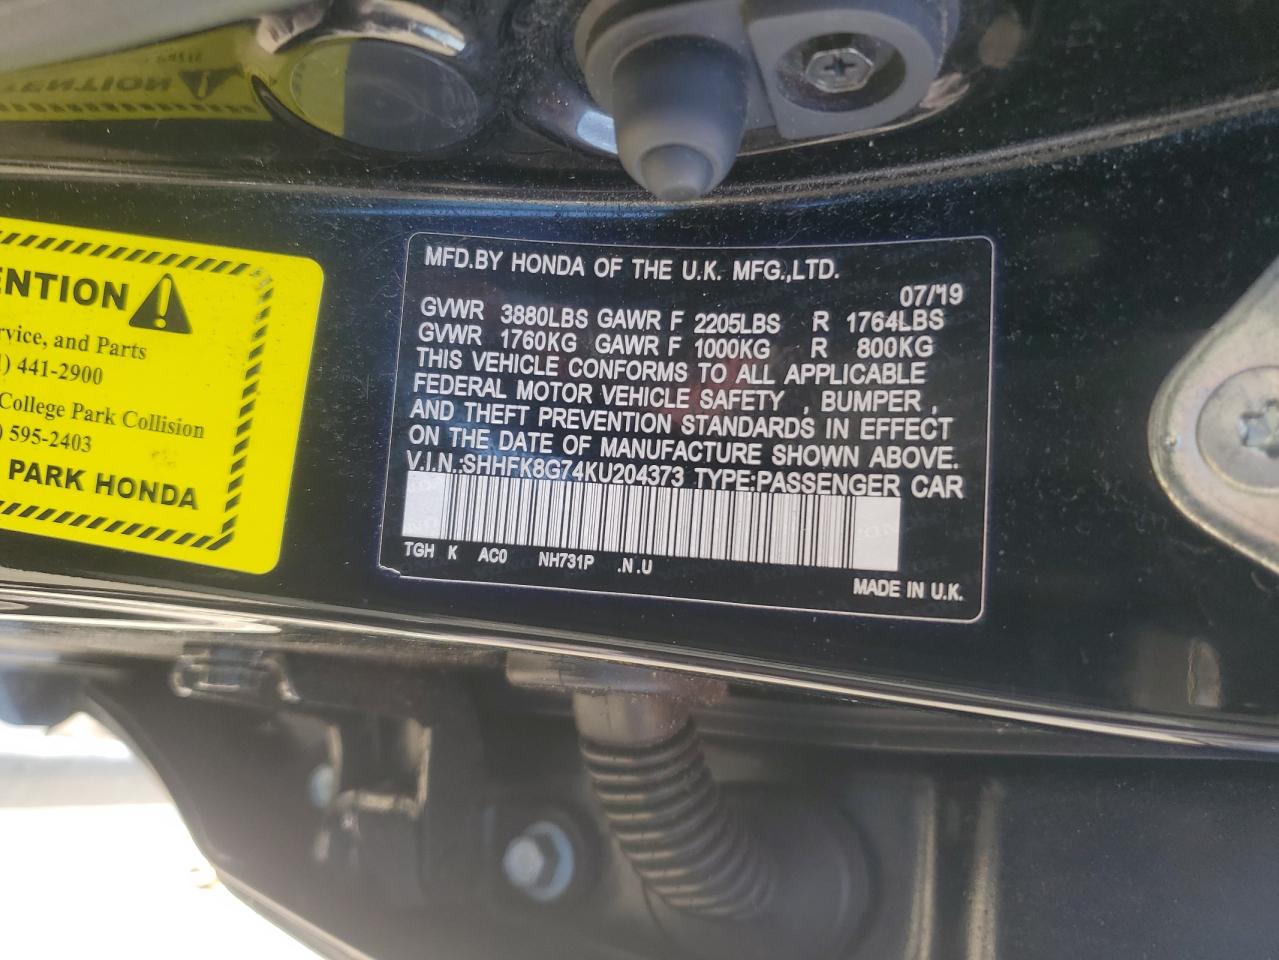 TENTION
ENTION
rvice, and Parts
) 441-2900
College Park Collision
) 595-2403
PARK HONDA
MFD.BY HONDA OF THE U.K. MFG.,LTD.
07/'19
GVWR 3880LBS GAWR F 2205LBS R 1764LBS
GVWR 1760KG GAWR F 1000KG R 800KG
THIS VEHICLE CONFORMS TO ALL APPLICABLE
FEDERAL MOTOR VEHICLE SAFETY , BUMPER ,
AND THEFT PREVENTION STANDARDS IN EFFECT
ON THE DATE OF MANUFACTURE SHOWN ABOVE.
V.I.N.:SHHFK8G74KU204373 TYPE:PASSENGER CAR
TGH K AC0 NH731P .N.U
MADE IN U.K.